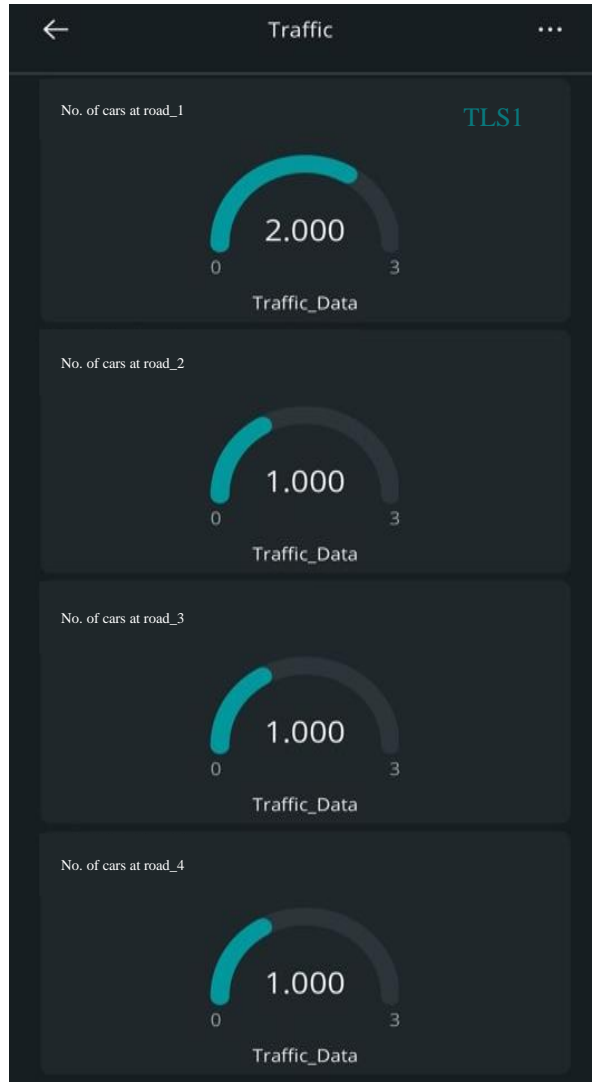 Traffic
No. of cars at road_1
TLS1
2.000
0 3
Traffic_Data
No. of cars at road_2
1.000
0 3
Traffic_Data
No. of cars at road_3
1.000
0 3
Traffic_Data
No. of cars at road_4
1.000
0 3
Traffic_Data